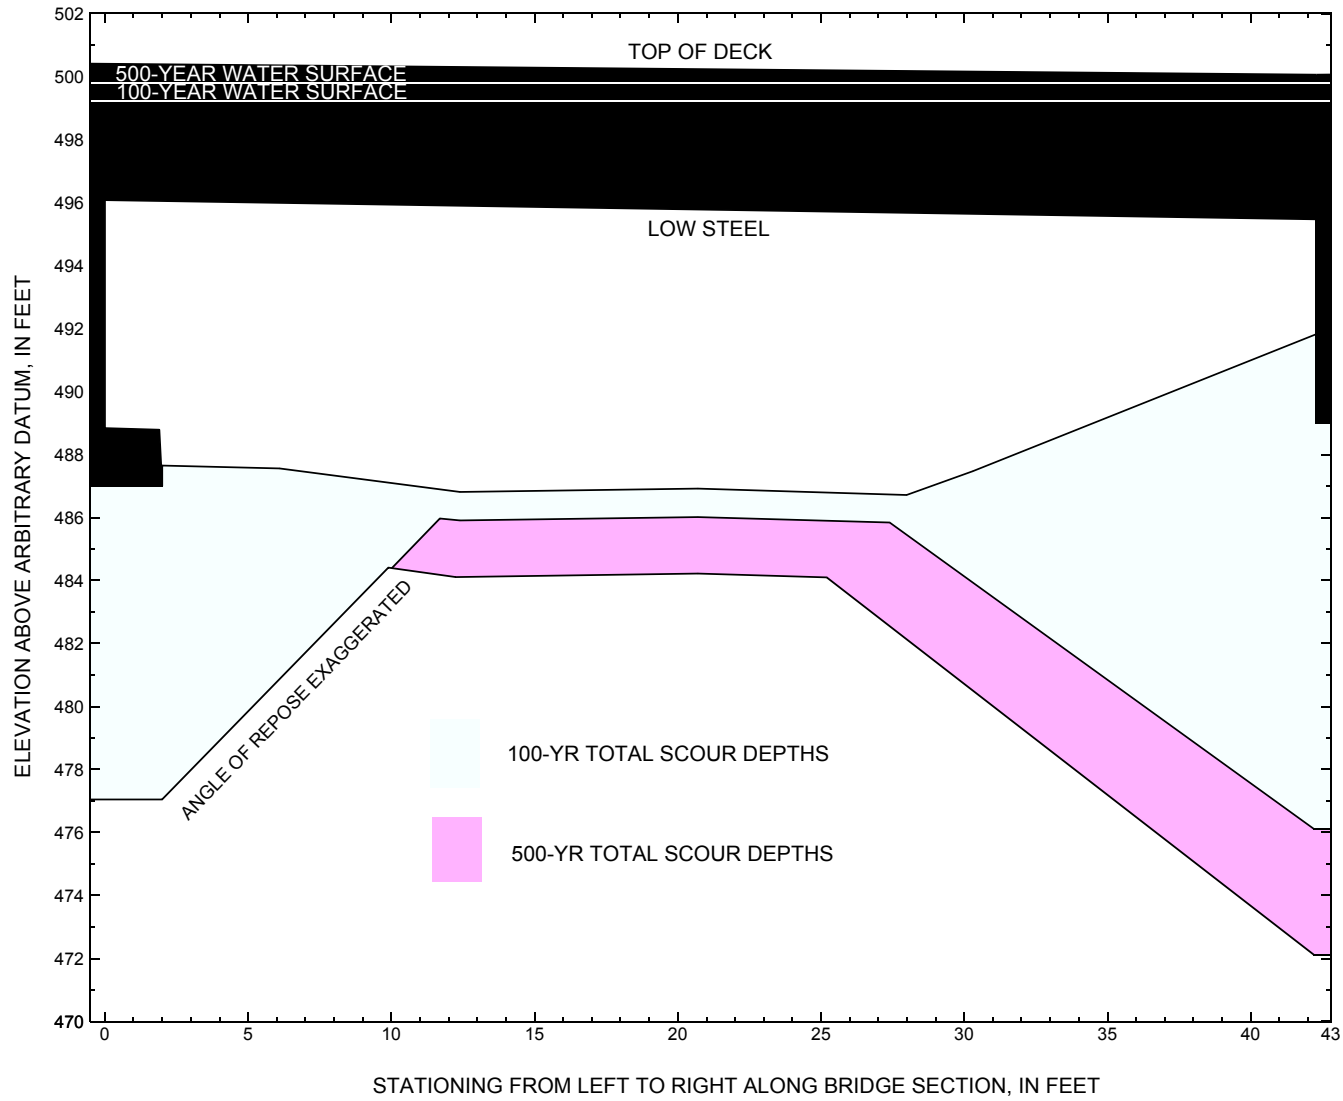 502
500
498
496
494
492
490
488
486
484
482
480
478
476
474
472
470
ELEVATION ABOVE ARBITRARY DATUM, IN FEET
TOP OF DECK
500-YEAR WATER SURFACE
100-YEAR WATER SURFACE
LOW STEEL
ANGLE OF REPOSE EXAGGERATED
100-YR TOTAL SCOUR DEPTHS
500-YR TOTAL SCOUR DEPTHS
0 5 10 15 20 25 30 35 40 43
STATIONING FROM LEFT TO RIGHT ALONG BRIDGE SECTION, IN FEET